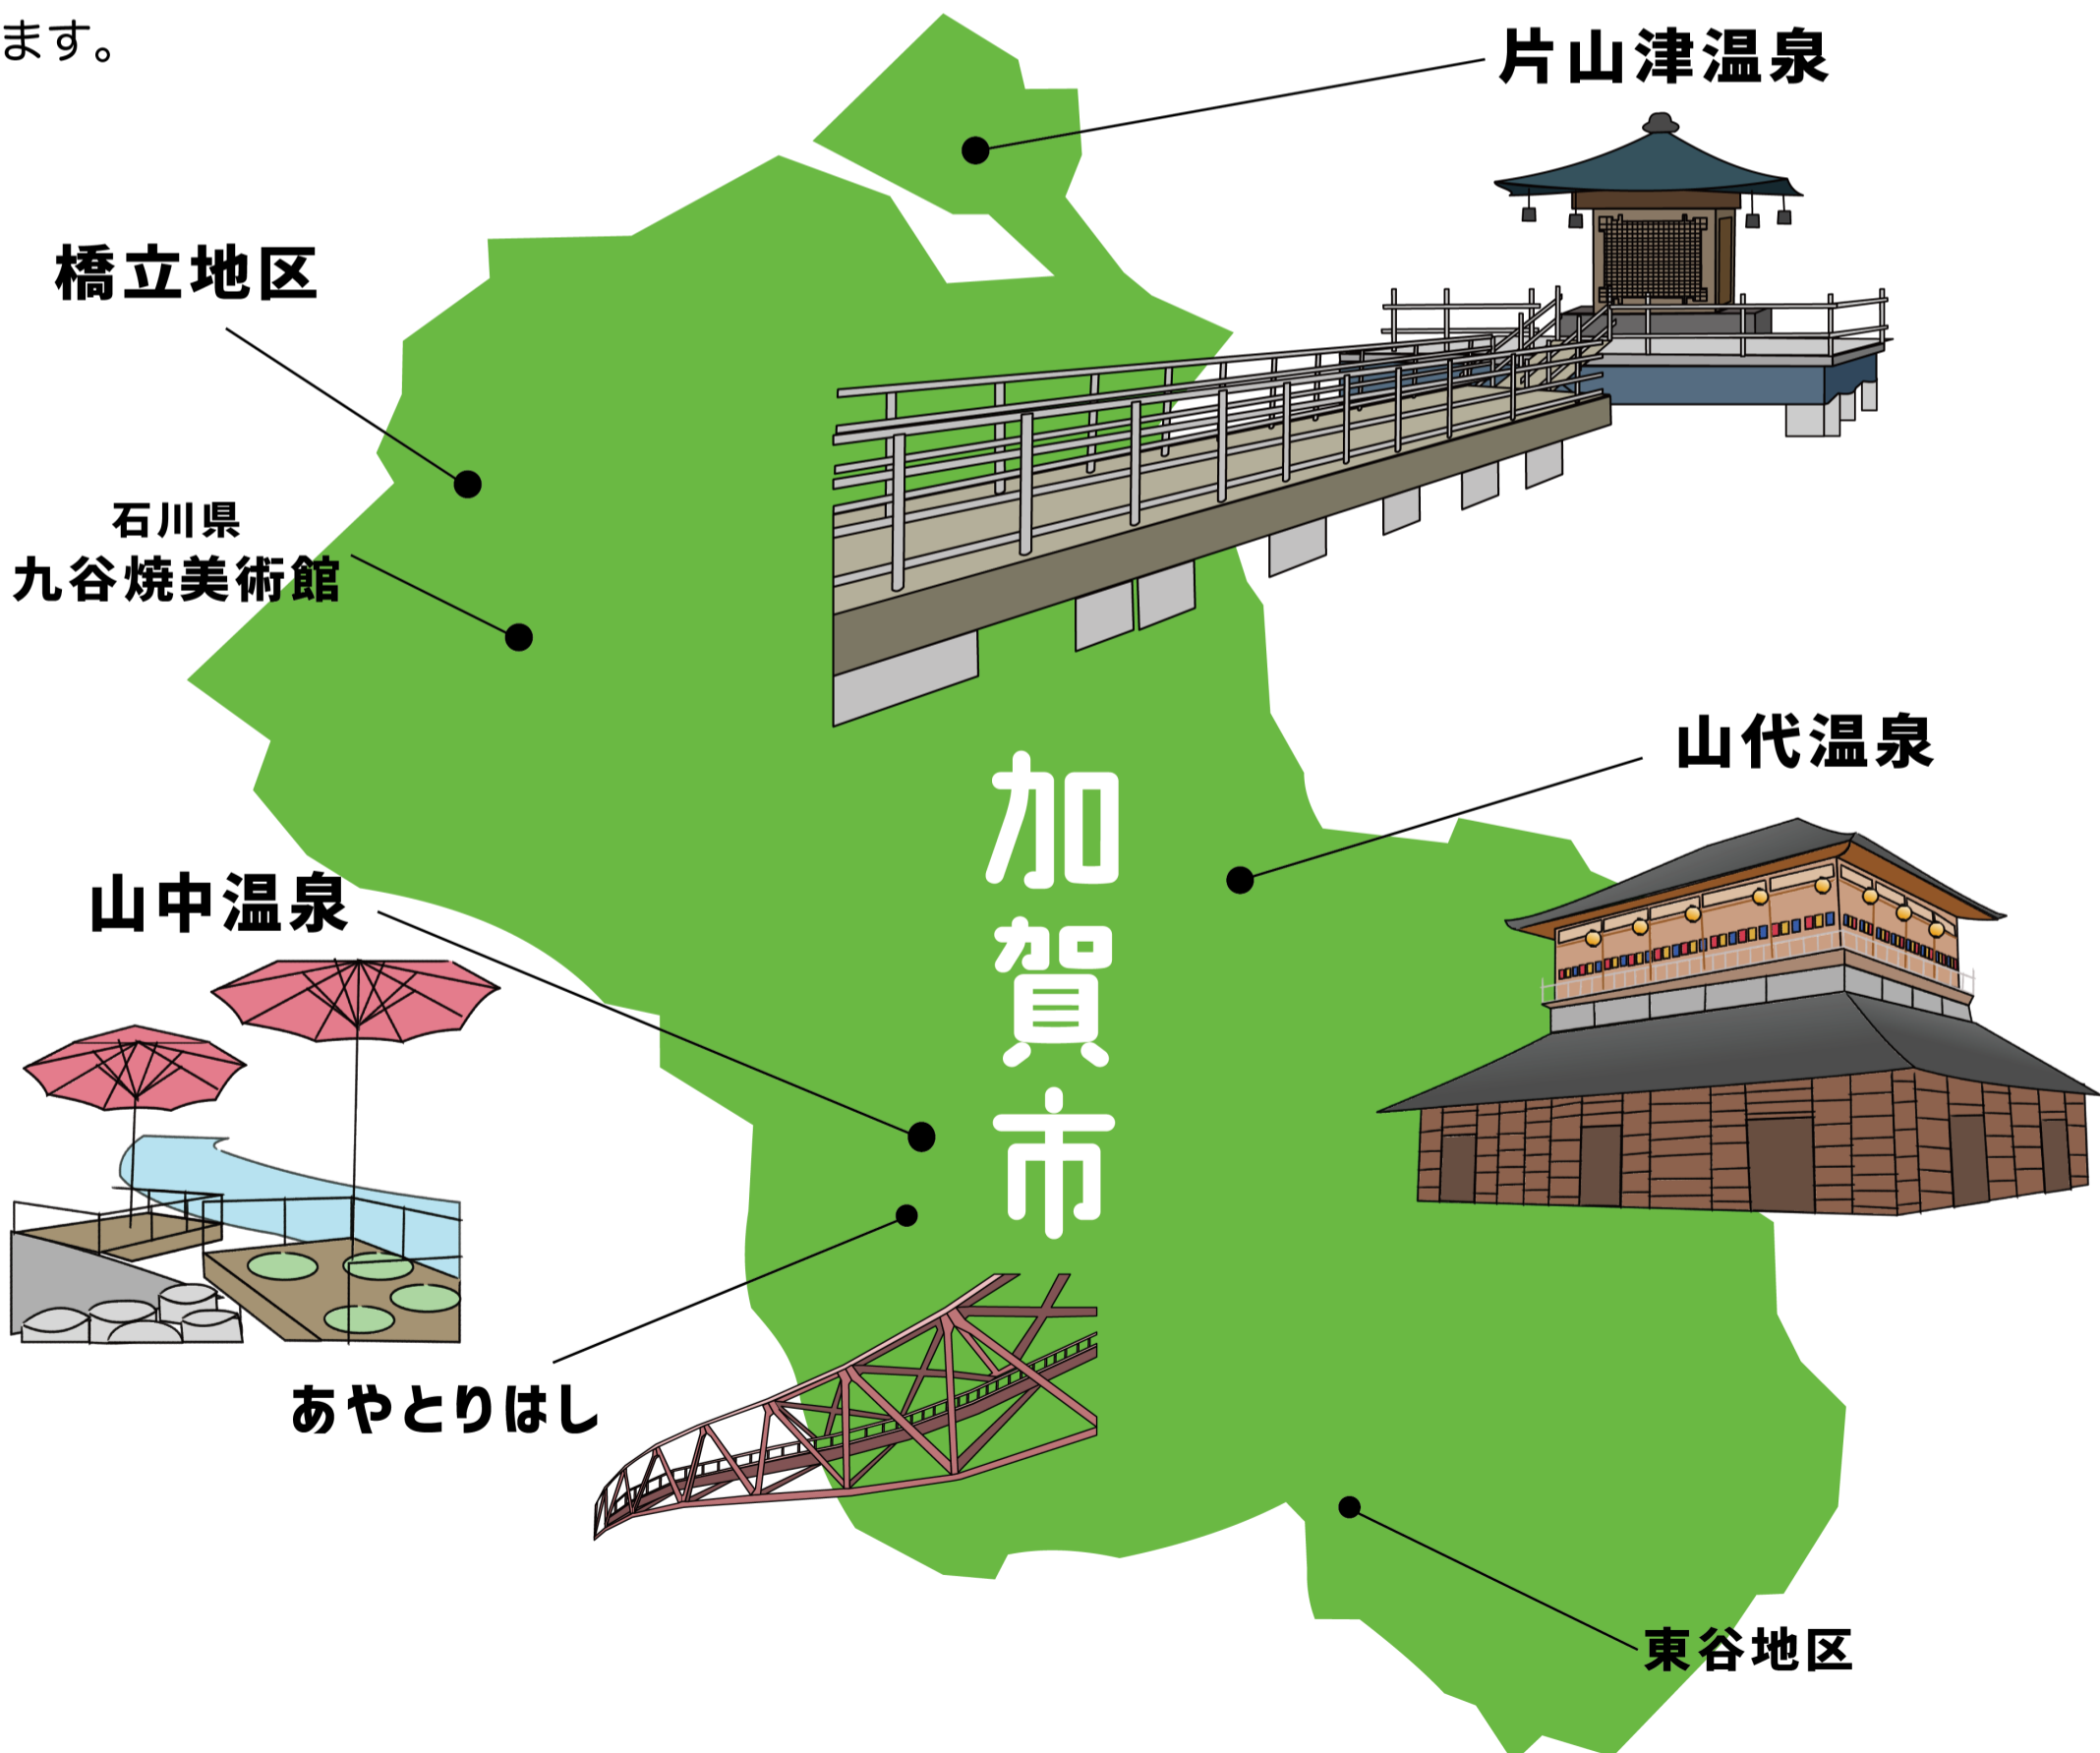 ます。
片山津温泉
橋立地区
石川県
九谷焼美術館
山代温泉
加賀市
山中温泉
あやとりはし
東谷地区